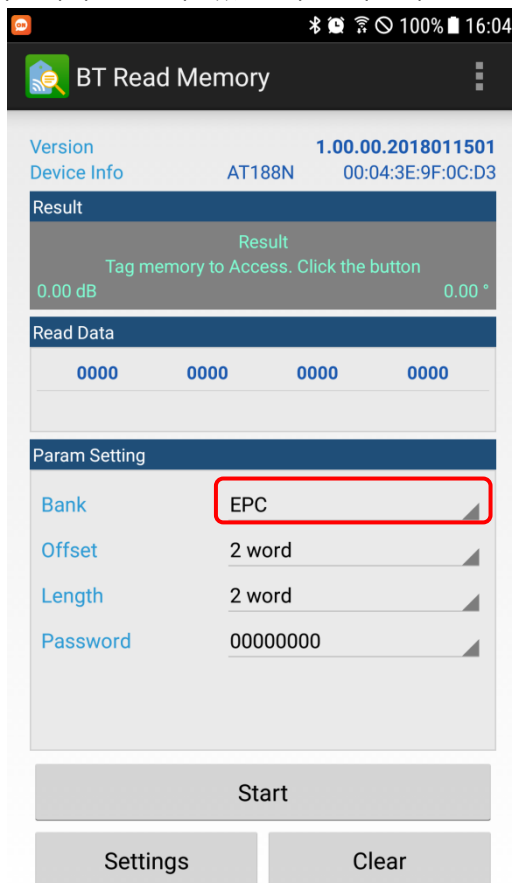 100% 16:04
BT Read Memory
Version 1.00.00.2018011501
Device Info AT188N 00:04:3E:9F:0C:D3
Result
Result
Tag memory to Access. Click the button
0.00 dB 0.00 °
Read Data
0000 0000 0000 0000
Param Setting
Bank EPC
Offset 2 word
Length 2 word
Password 00000000
Start
Settings Clear